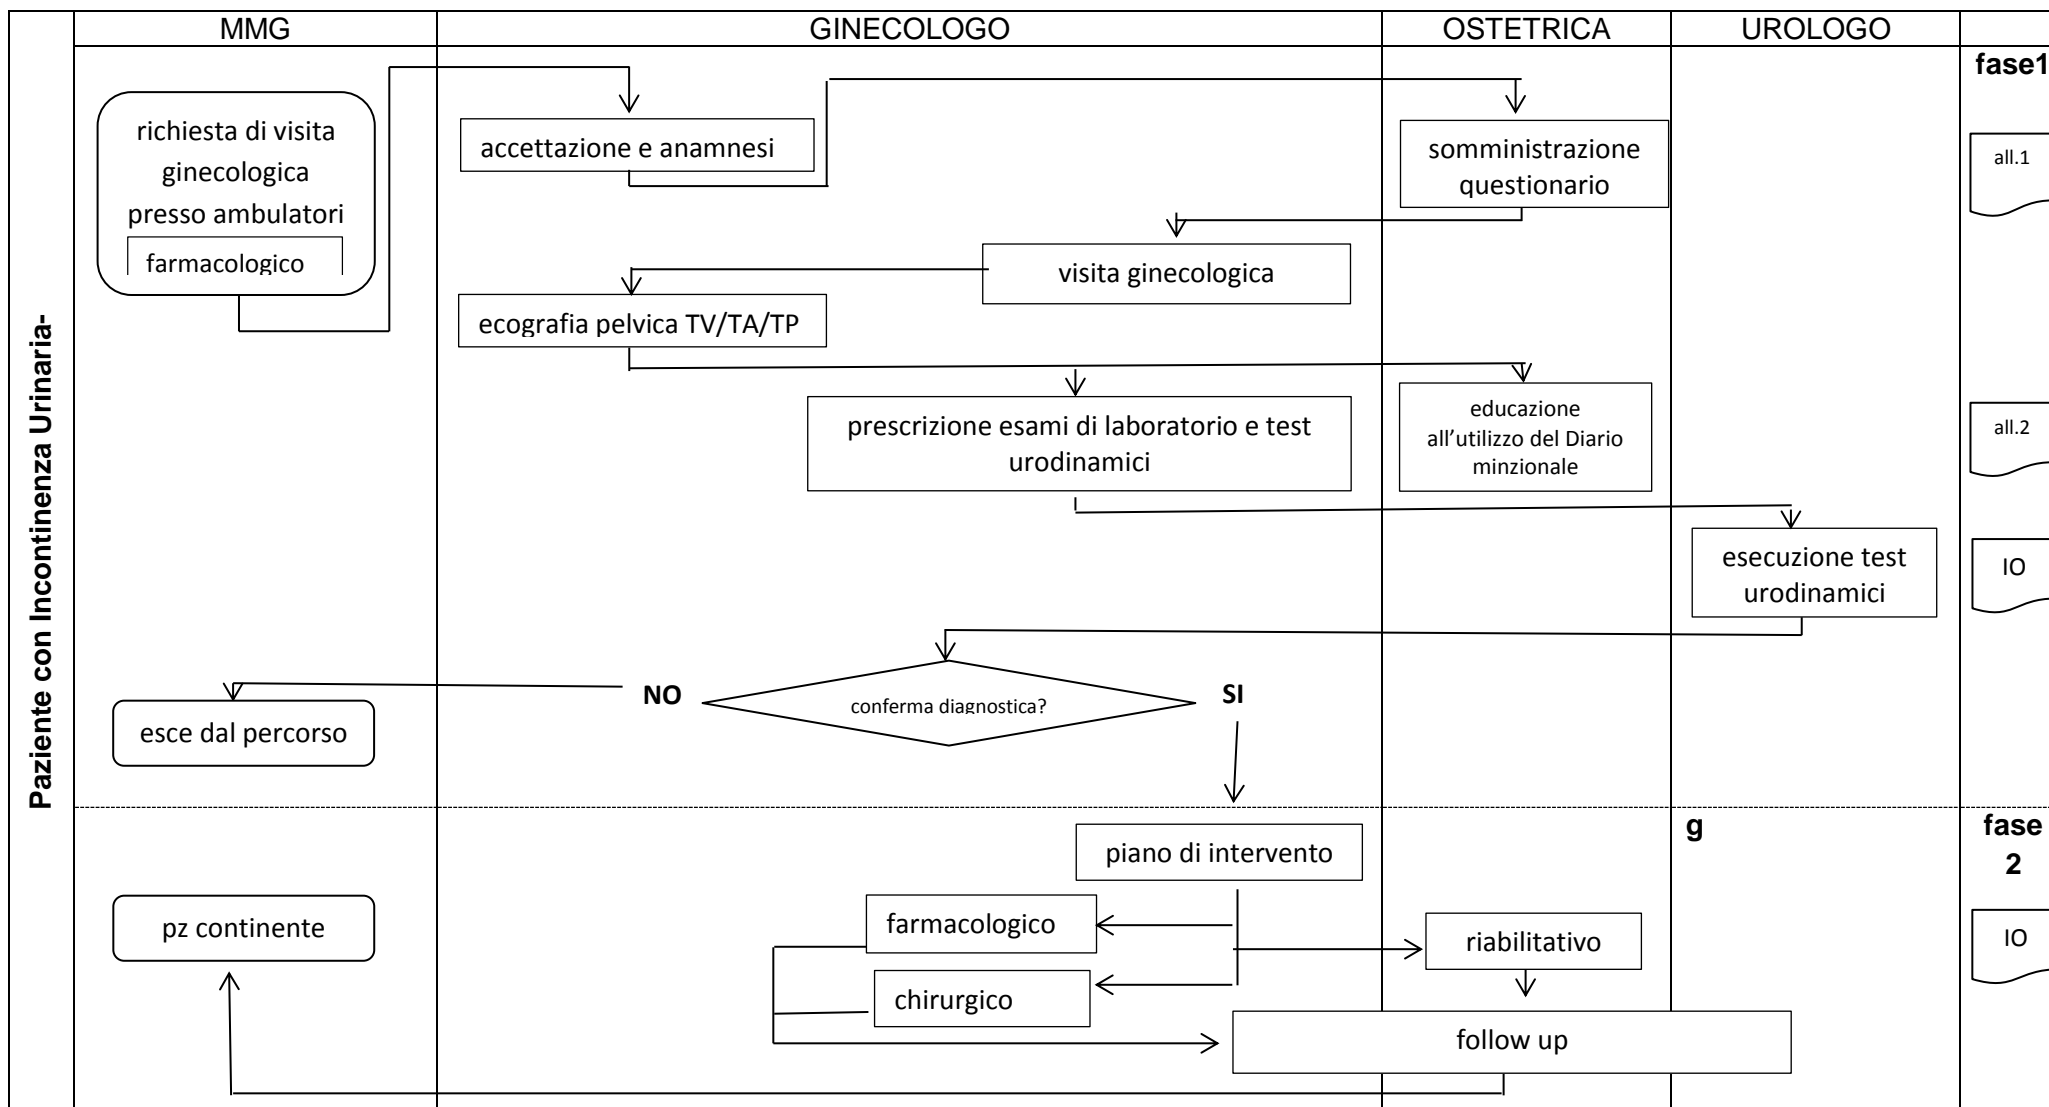 MMG
GINECOLOGO
OSTETRICA
UROLOGO
Paziente con Incontinenza Urinaria-
fase1
richiesta di visita
ginecologica
presso ambulatori
farmacologico
accettazione e anamnesi
somministrazione
questionario
all.1
visita ginecologica
ecografia pelvica TV/TA/TP
prescrizione esami di laboratorio e test
urodinamici
educazione
all’utilizzo del Diario
minzionale
all.2
esecuzione test
urodinamici
IO
NO
conferma diagnostica?
SI
esce dal percorso
g
fase
2
piano di intervento
pz continente
farmacologico
riabilitativo
IO
chirurgico
follow up